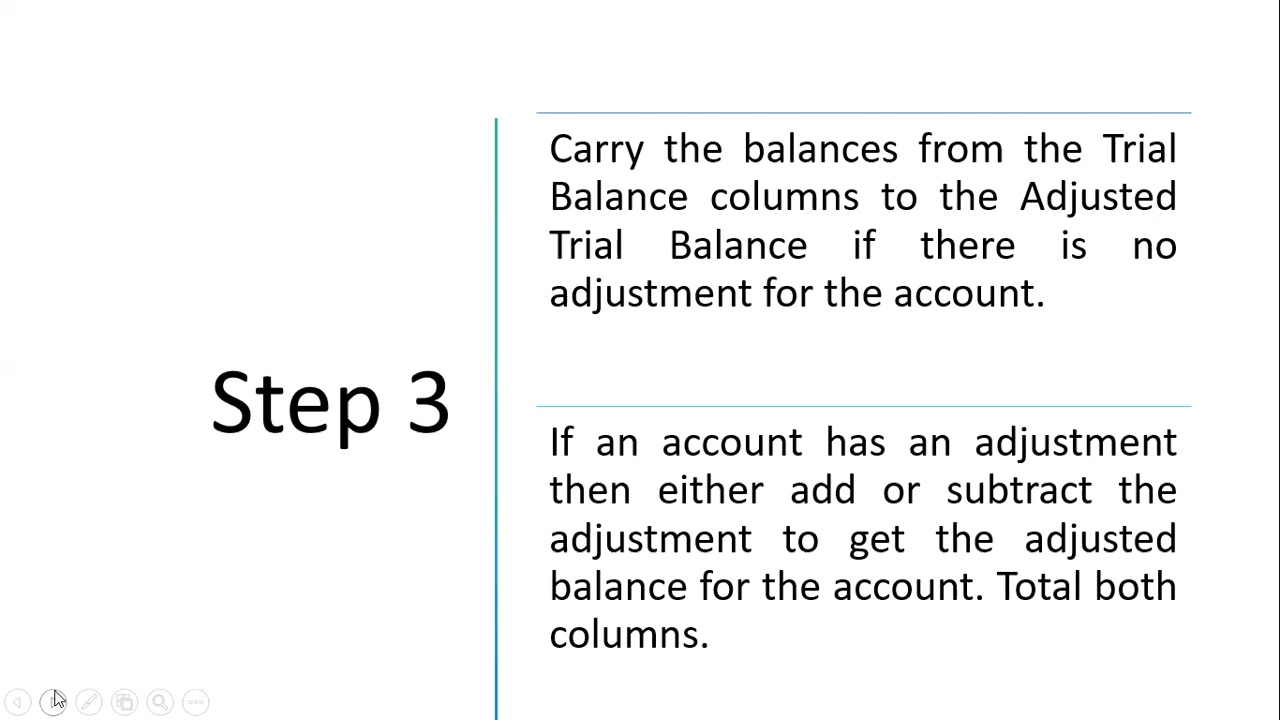 Step 3
Carry the balances from the Trial
Balance columns to the Adjusted
Trial Balance if there is no
adjustment for the account.
If an account has an adjustment
then either add or subtract the
adjustment to get the adjusted
balance for the account. Total both
columns.